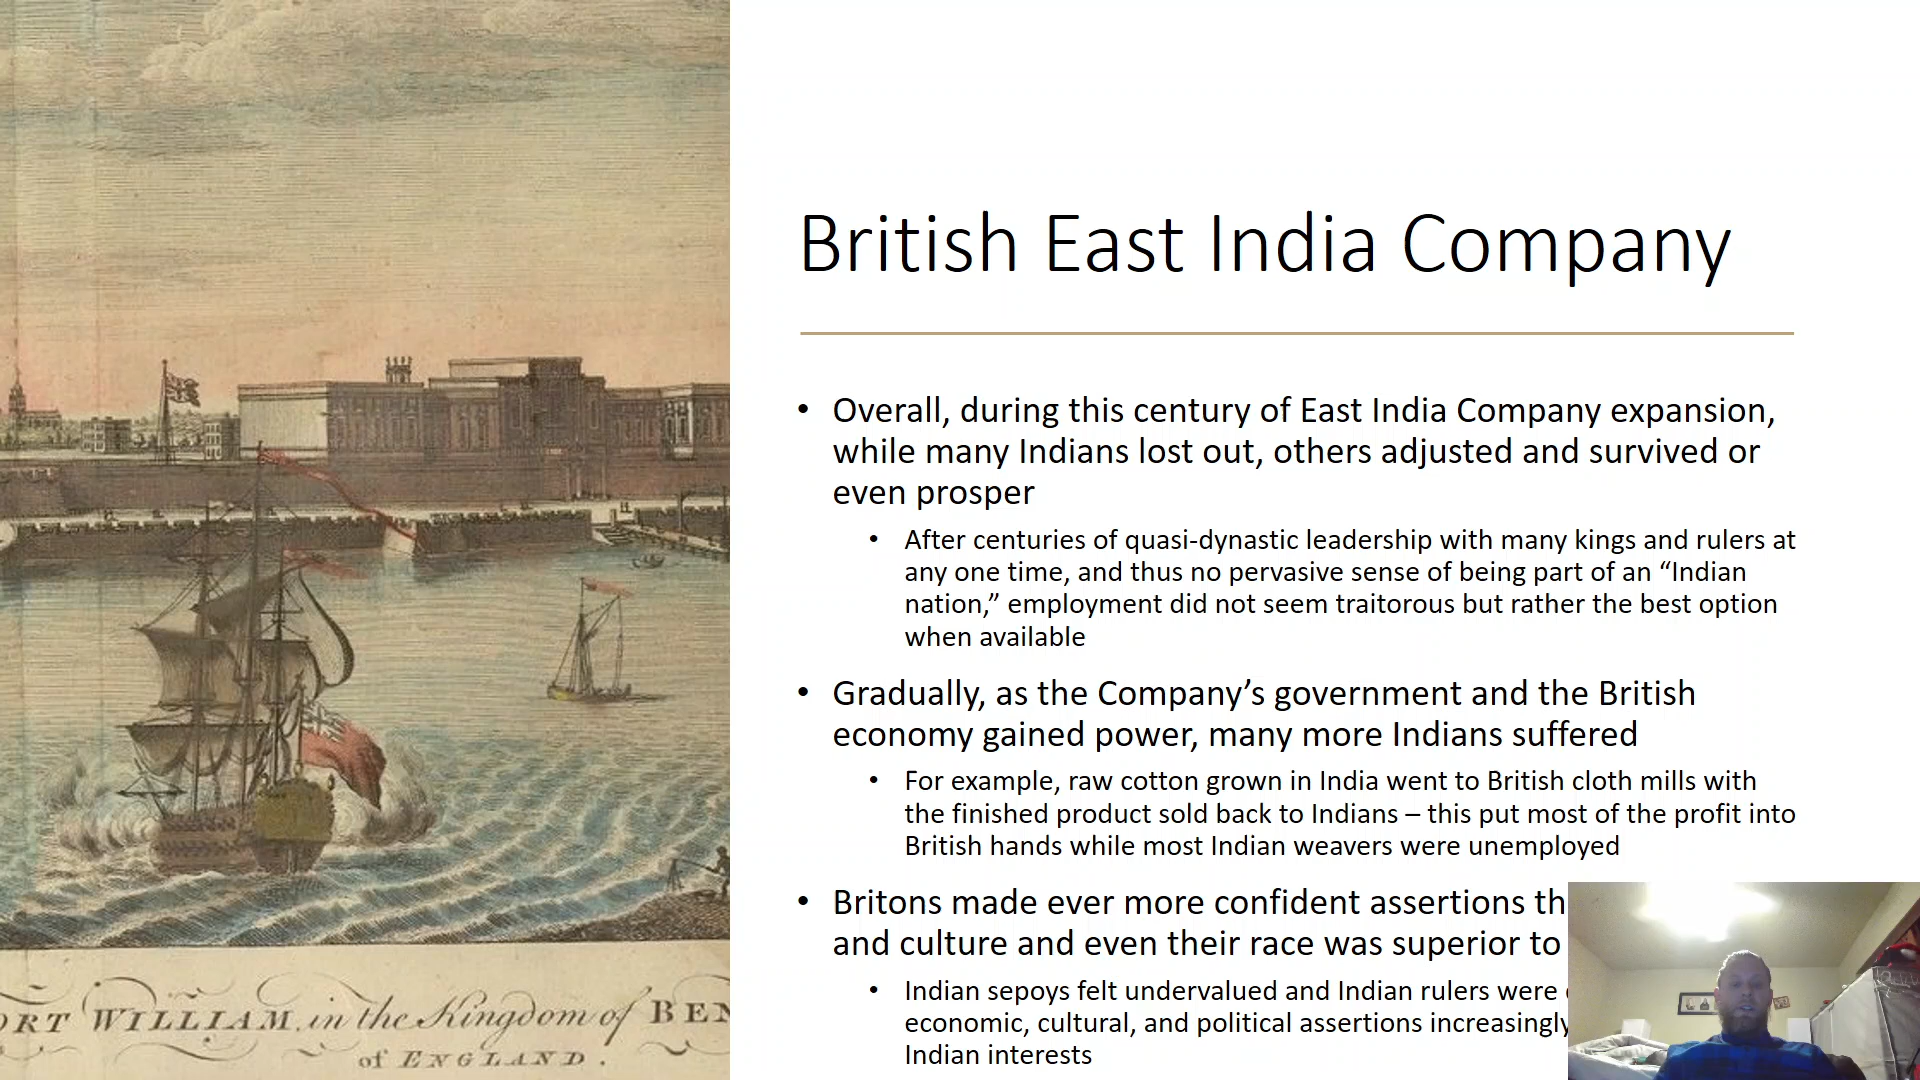 British East India Company
• Overall, during this century of East India Company expansion,
while many Indians lost out, others adjusted and survived or
even prosper
• After centuries of quasi-dynastic leadership with many kings and rulers at
any one time, and thus no pervasive sense of being part of an “Indian
nation,” employment did not seem traitorous but rather the best option
when available
• Gradually, as the Company’s government and the British
economy gained power, many more Indians suffered
• For example, raw cotton grown in India went to British cloth mills with
the finished product sold back to Indians – this put most of the profit into
British hands while most Indian weavers were unemployed
• Britons made ever more confident assertions
and culture and even their race was superior to
• Indian sepoys felt undervalued and Indian rulers were
economic, cultural, and political assertions increasingly
Indian interests
WILLIAM in the Kingdom of
of ENGLAND.